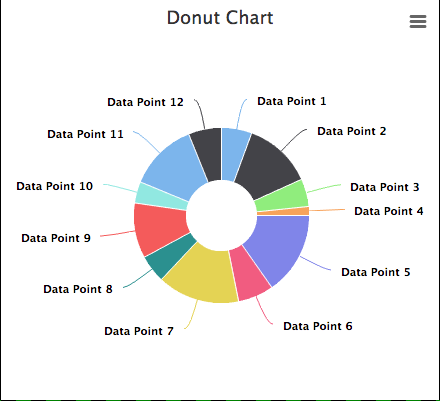 Donut Chart
Data Point 1
Data Point 2
Data Point 3
Data Point 4
Data Point 5
Data Point 6
Data Point 7
Data Point 8
Data Point 9
Data Point 10
Data Point 11
Data Point 12